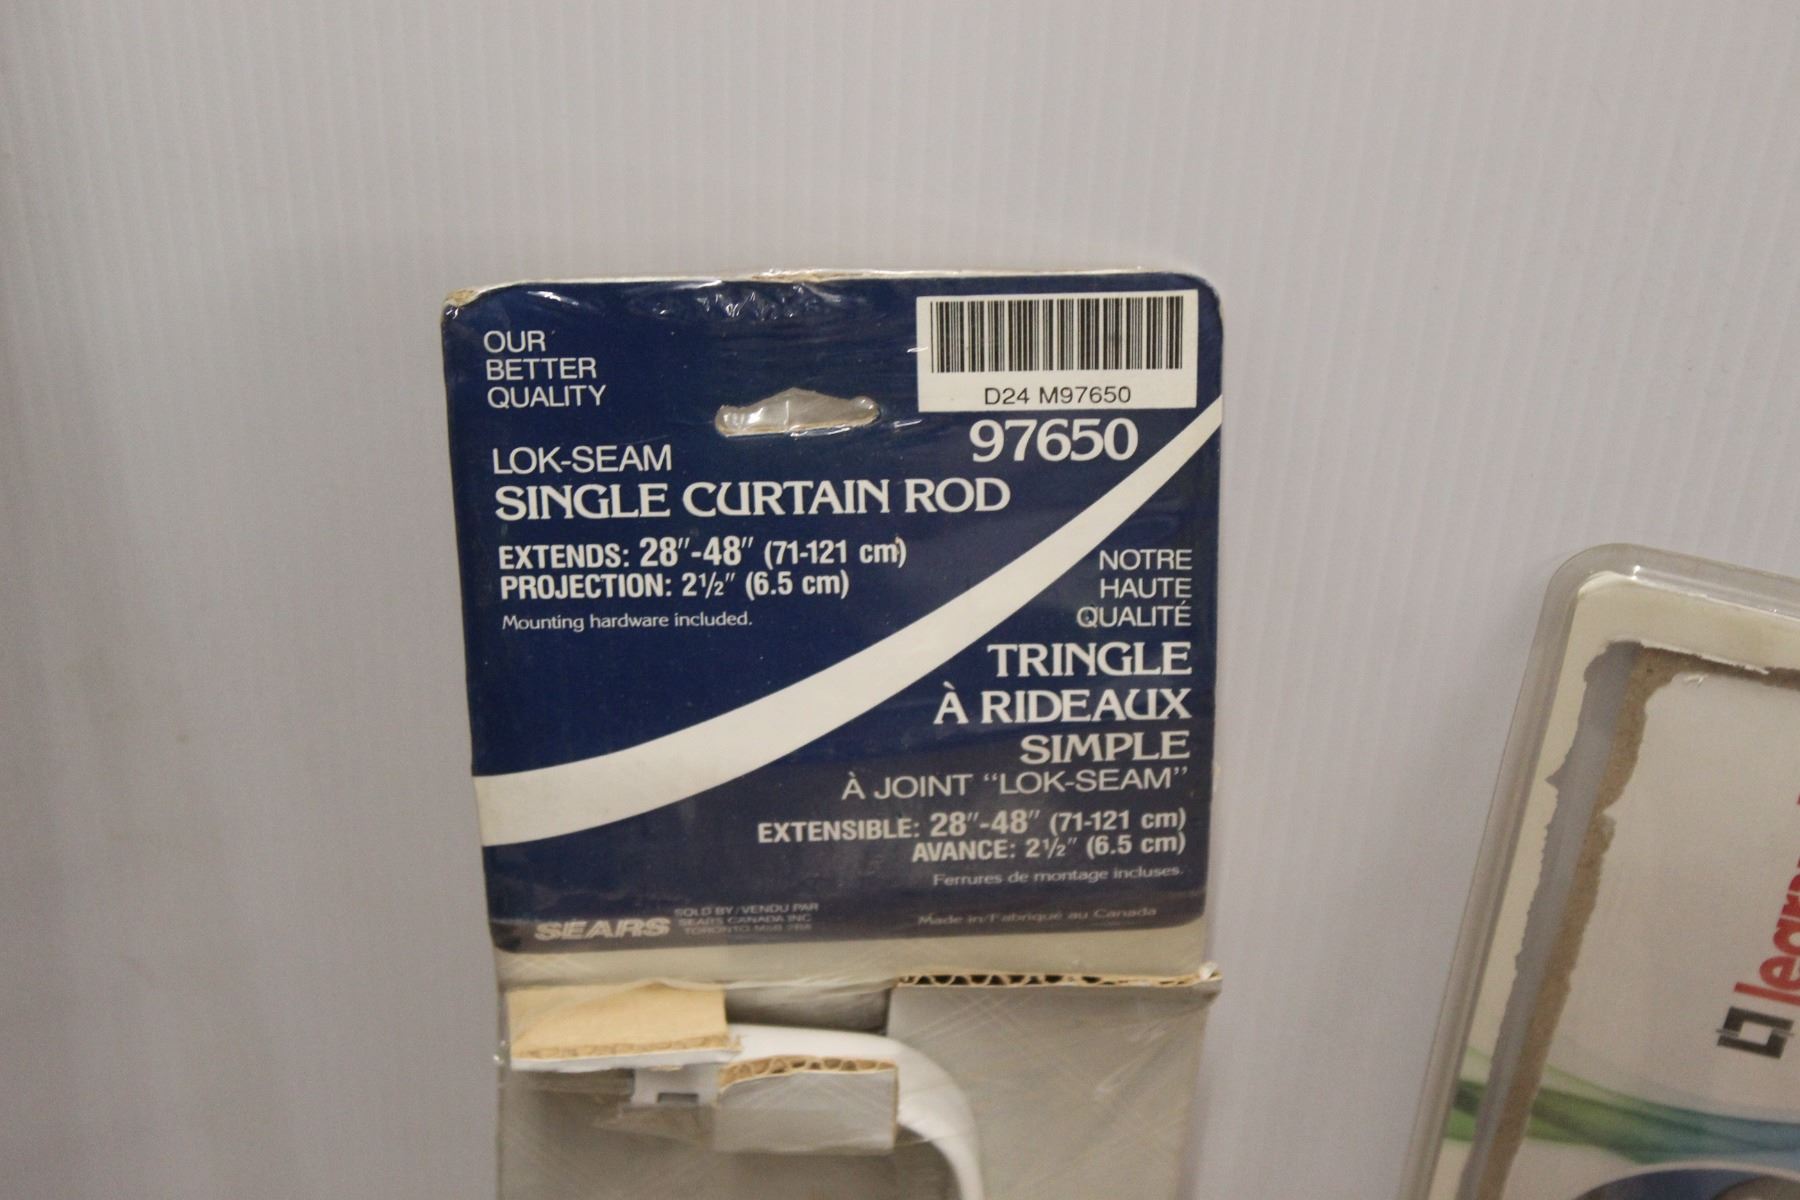 OUR
BETTER
QUALITY
D24 M97650
97650
LOK-SEAM
SINGLE CURTAIN ROD
EXTENDS: 28"-48" (71-121 cm)
PROJECTION: 2½" (6.5 cm)
Mounting hardware included.
NOTRE
HAUTE
QUALITÉ
TRINGLE
À RIDEAUX
SIMPLE
À JOINT "LOK-SEAM"
EXTENSIBLE: 28"-48" (71-121 cm)
AVANCE: 2½" (6.5 cm)
Ferrures de montage incluses.
SEARS
SOLD BY/VENDU PAR
SEARS CANADA INC
TORONTO M5B 2B8
Made in/Fabriqué au Canada